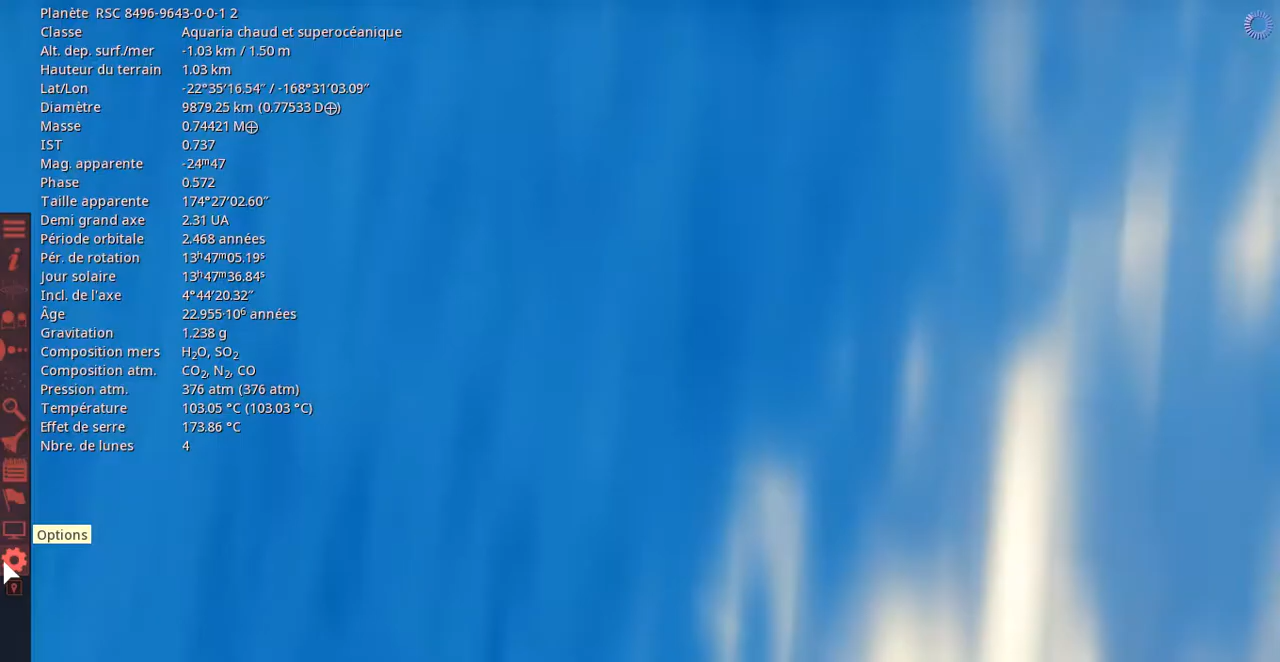 Planète RSC 8496-9643-0-0-1 2
Classe Aquaria chaud et superocéanique
Alt. dep. surf./mer -1.03 km / 1.50 m
Hauteur du terrain 1.03 km
Lat/Lon -22°35′16.54″ / -168°31′03.09″
Diamètre 9879.25 km (0.77533 D⊕)
Masse 0.74421 M⊕
IST 0.737
Mag. apparente -24ᵐ47
Phase 0.572
Taille apparente 174°27′02.60″
Demi grand axe 2.31 UA
Période orbitale 2.468 années
Pér. de rotation 13ʰ47ᵐ05.19ˢ
Jour solaire 13ʰ47ᵐ36.84ˢ
Incl. de l'axe 4°44′20.32″
Âge 22.955·10⁶ années
Gravitation 1.238 g
Composition mers H₂O, SO₂
Composition atm. CO₂, N₂, CO
Pression atm. 376 atm (376 atm)
Température 103.05 °C (103.03 °C)
Effet de serre 173.86 °C
Nbre. de lunes 4
Options